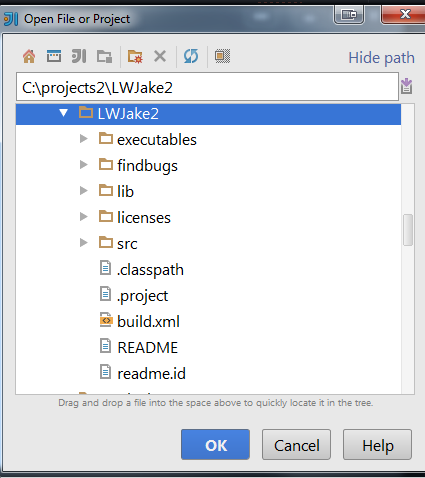 Open File or Project
Hide path
C:\projects2\LWJake2
LWJake2
executables
findbugs
lib
licenses
src
.classpath
.project
build.xml
README
readme.id
Drag and drop a file into the space above to quickly locate it in the tree.
OK Cancel Help